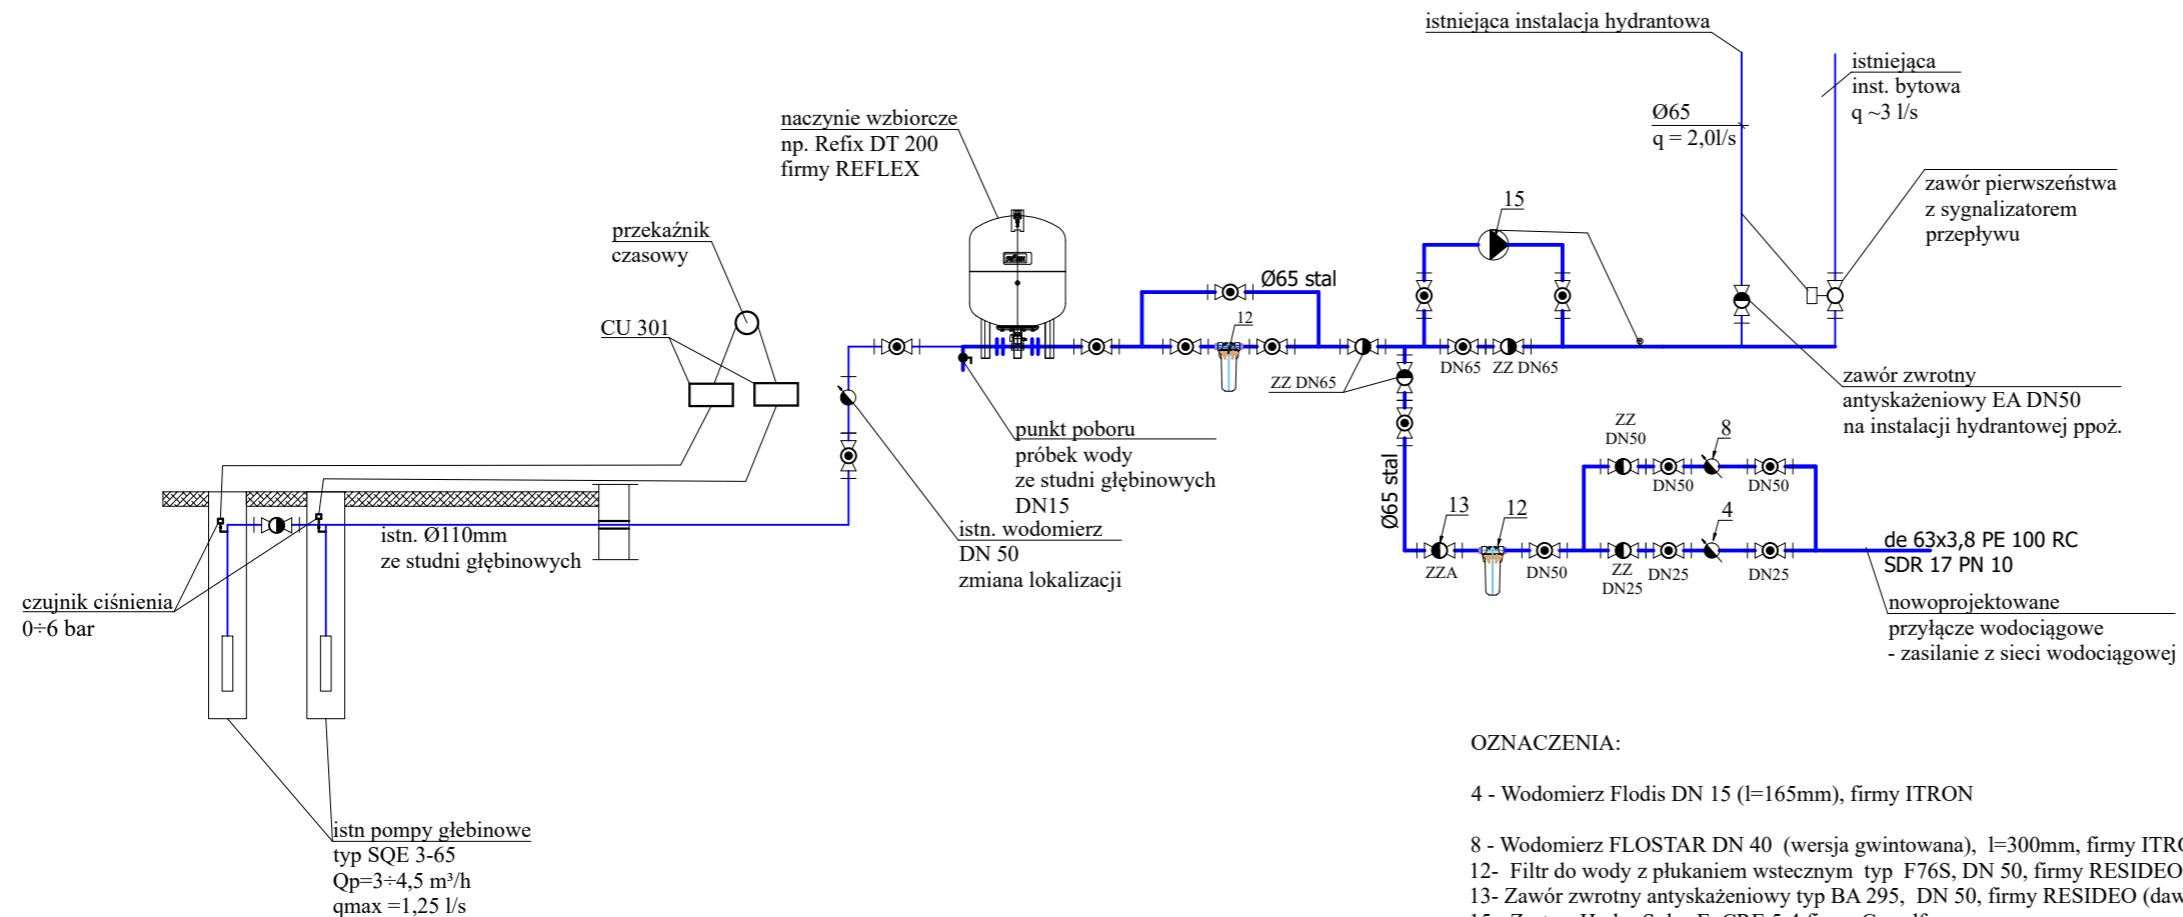 istniejąca instalacja hydrantowa
istniejąca
inst. bytowa
q ~3 l/s
Ø65
q = 2,0l/s
naczynie wzbiorcze
np. Refix DT 200
firmy REFLEX
zawór pierwszeństwa
z sygnalizatorem
przepływu
15
przekaźnik
czasowy
CU 301
reflex
Ø65 stal
12
ZZ DN65
DN65
ZZ DN65
zawór zwrotny
antyskażeniowy EA DN50
na instalacji hydrantowej ppoż.
punkt poboru
próbek wody
ze studni głębinowych
DN15
istn. wodomierz
DN 50
zmiana lokalizacji
istn. Ø110mm
ze studni głębinowych
czujnik ciśnienia
0÷6 bar
Ø65 stal
ZZ
DN50
8
DN50
DN50
13
12
4
ZZA
DN50
ZZ
DN25
DN25
DN25
de 63x3,8 PE 100 RC
SDR 17 PN 10
nowoprojektowane
przyłącze wodociągowe
- zasilanie z sieci wodociągowej
istn pompy głebinowe
typ SQE 3-65
Qp=3÷4,5 m³/h
qmax =1,25 l/s
OZNACZENIA:
4 - Wodomierz Flodis DN 15 (l=165mm), firmy ITRON
8 - Wodomierz FLOSTAR DN 40 (wersja gwintowana), l=300mm, firmy ITRO
12- Filtr do wody z płukaniem wstecznym typ F76S, DN 50, firmy RESIDEO
13- Zawór zwrotny antyskażeniowy typ BA 295, DN 50, firmy RESIDEO (daw